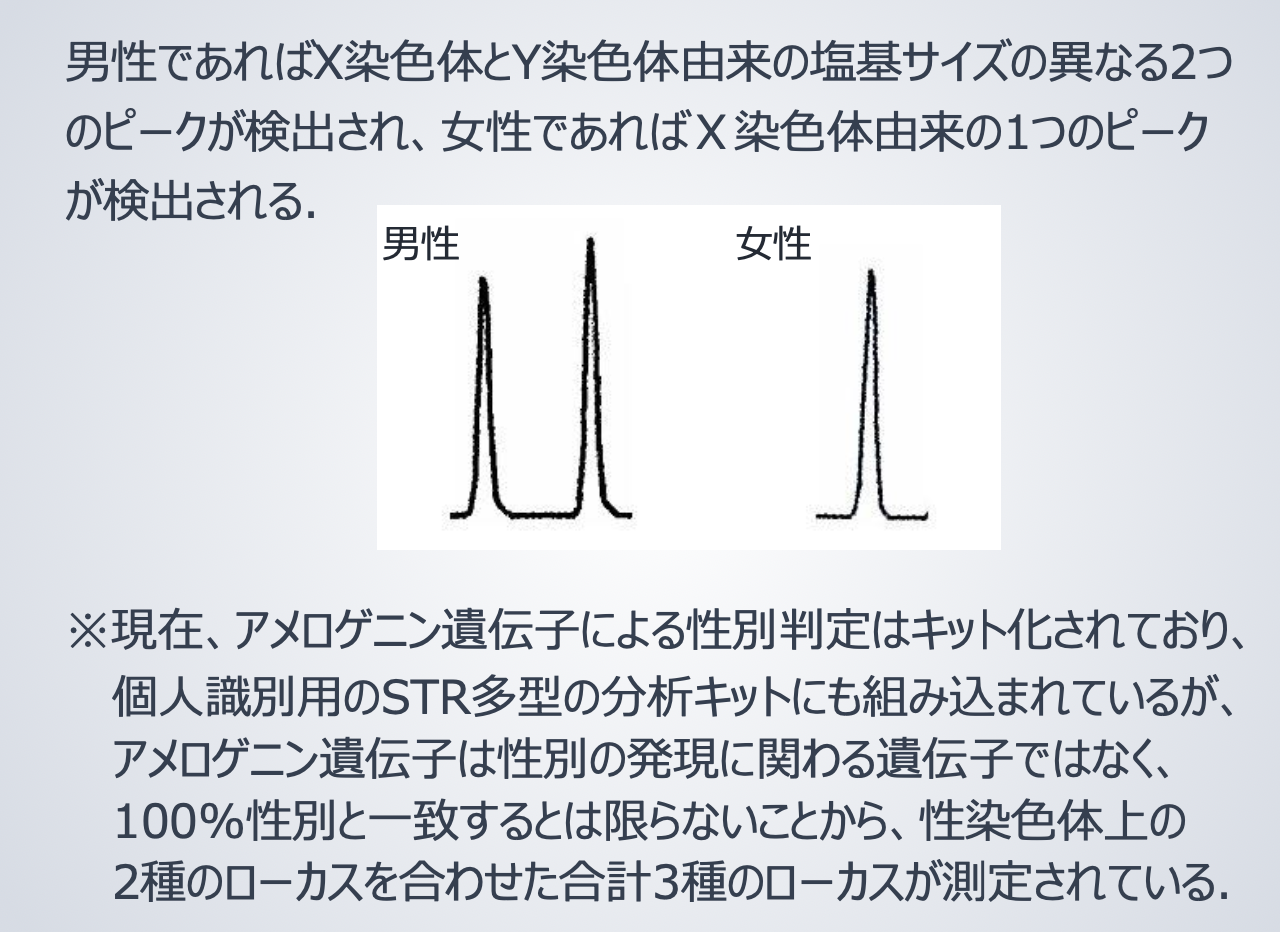 男性であればX染色体とY染色体由来の塩基サイズの異なる2つ
のピークが検出され、女性であればＸ染色体由来の1つのピーク
が検出される.
男性
女性
※現在、アメロゲニン遺伝子による性別判定はキット化されており、
個人識別用のSTR多型の分析キットにも組み込まれているが、
アメロゲニン遺伝子は性別の発現に関わる遺伝子ではなく、
100%性別と一致するとは限らないことから、性染色体上の
2種のローカスを合わせた合計3種のローカスが測定されている.